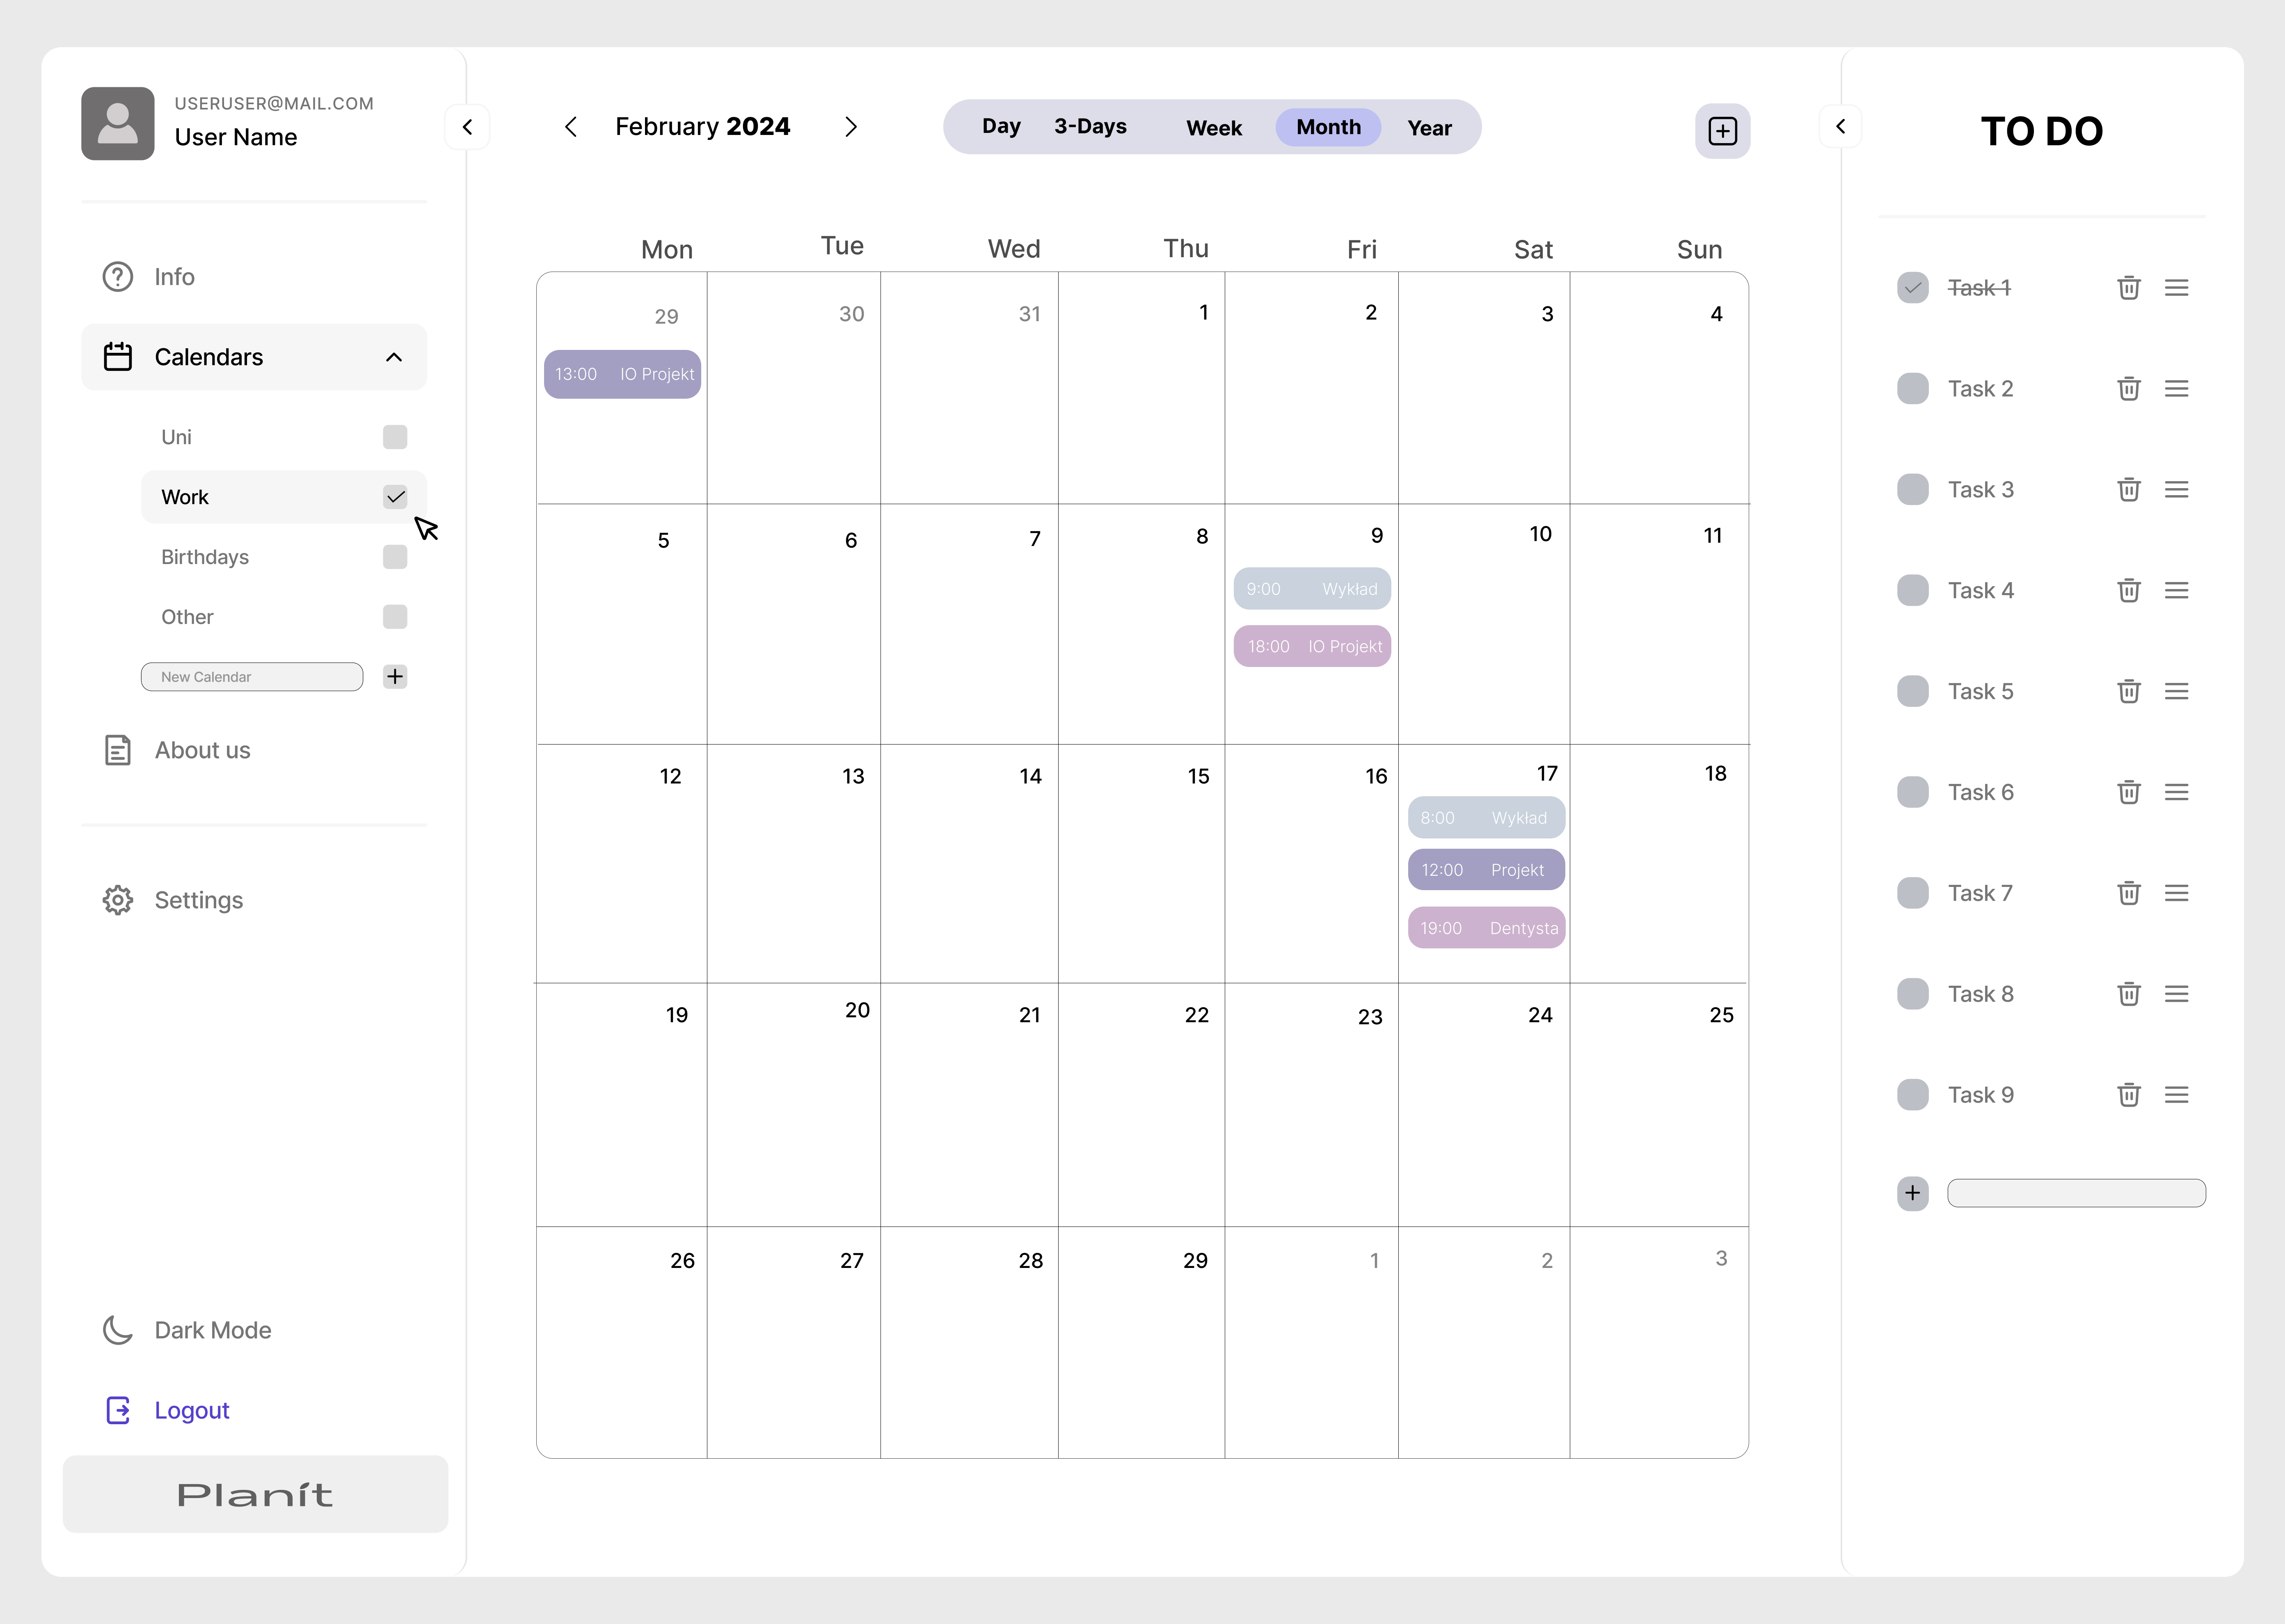 USERUSER@MAIL.COM
User Name
Info
Calendars
Uni
Work
Birthdays
Other
New Calendar
About us
Settings
Dark Mode
Logout
Planít
February 2024
Day 3-Days Week Month Year
Mon Tue Wed Thu Fri Sat Sun
29 30 31 1 2 3 4
13:00 IO Projekt
5 6 7 8 9 10 11
9:00 Wykład
18:00 IO Projekt
12 13 14 15 16 17 18
8:00 Wykład
12:00 Projekt
19:00 Dentysta
19 20 21 22 23 24 25
26 27 28 29 1 2 3
TO DO
Task 1
Task 2
Task 3
Task 4
Task 5
Task 6
Task 7
Task 8
Task 9